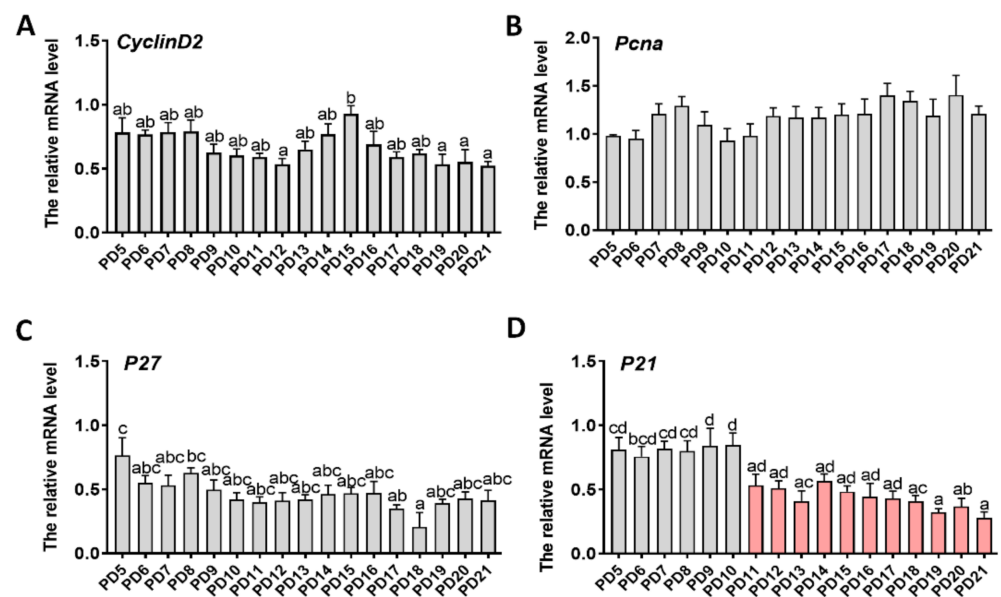 A
CyclinD2
The relative mRNA level
1.5
1.0
0.5
0.0
ab ab ab ab ab ab ab a ab ab b ab ab ab a a a
PD5 PD6 PD7 PD8 PD9 PD10 PD11 PD12 PD13 PD14 PD15 PD16 PD17 PD18 PD19 PD20 PD21
B
Pcna
The relative mRNA level
2.0
1.5
1.0
0.5
0.0
PD5 PD6 PD7 PD8 PD9 PD10 PD11 PD12 PD13 PD14 PD15 PD16 PD17 PD18 PD19 PD20 PD21
C
P27
The relative mRNA level
1.5
1.0
0.5
0.0
c abc abc bc abc abc abc abc abc abc abc abc ab a abc abc abc
PD5 PD6 PD7 PD8 PD9 PD10 PD11 PD12 PD13 PD14 PD15 PD16 PD17 PD18 PD19 PD20 PD21
D
P21
The relative mRNA level
1.5
1.0
0.5
0.0
cd bcd cd cd d d ad ad ac ad ad ad ad ac a ab a
PD5 PD6 PD7 PD8 PD9 PD10 PD11 PD12 PD13 PD14 PD15 PD16 PD17 PD18 PD19 PD20 PD21